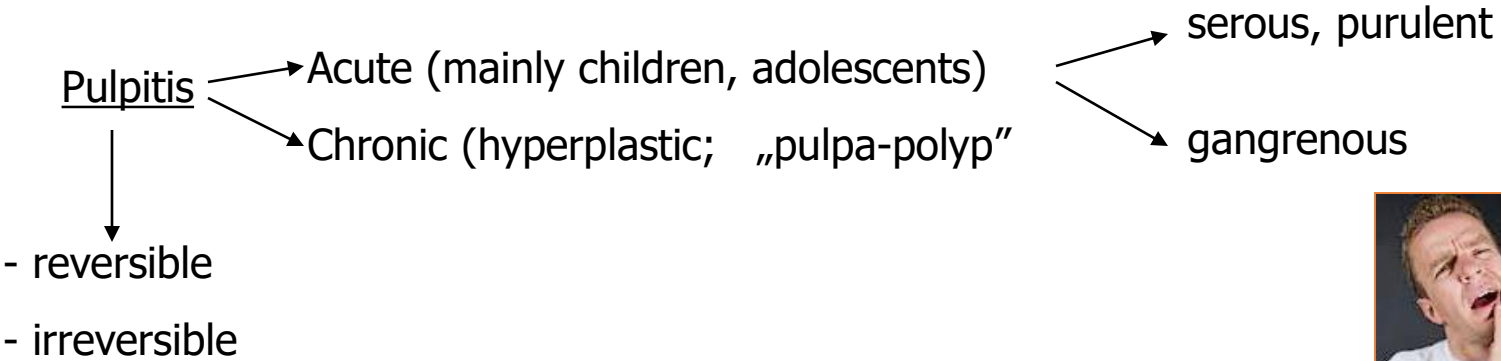 serous, purulent
Pulpitis
Acute (mainly children, adolescents)
Chronic (hyperplastic; „pulpa-polyp”
gangrenous
- reversible
- irreversible